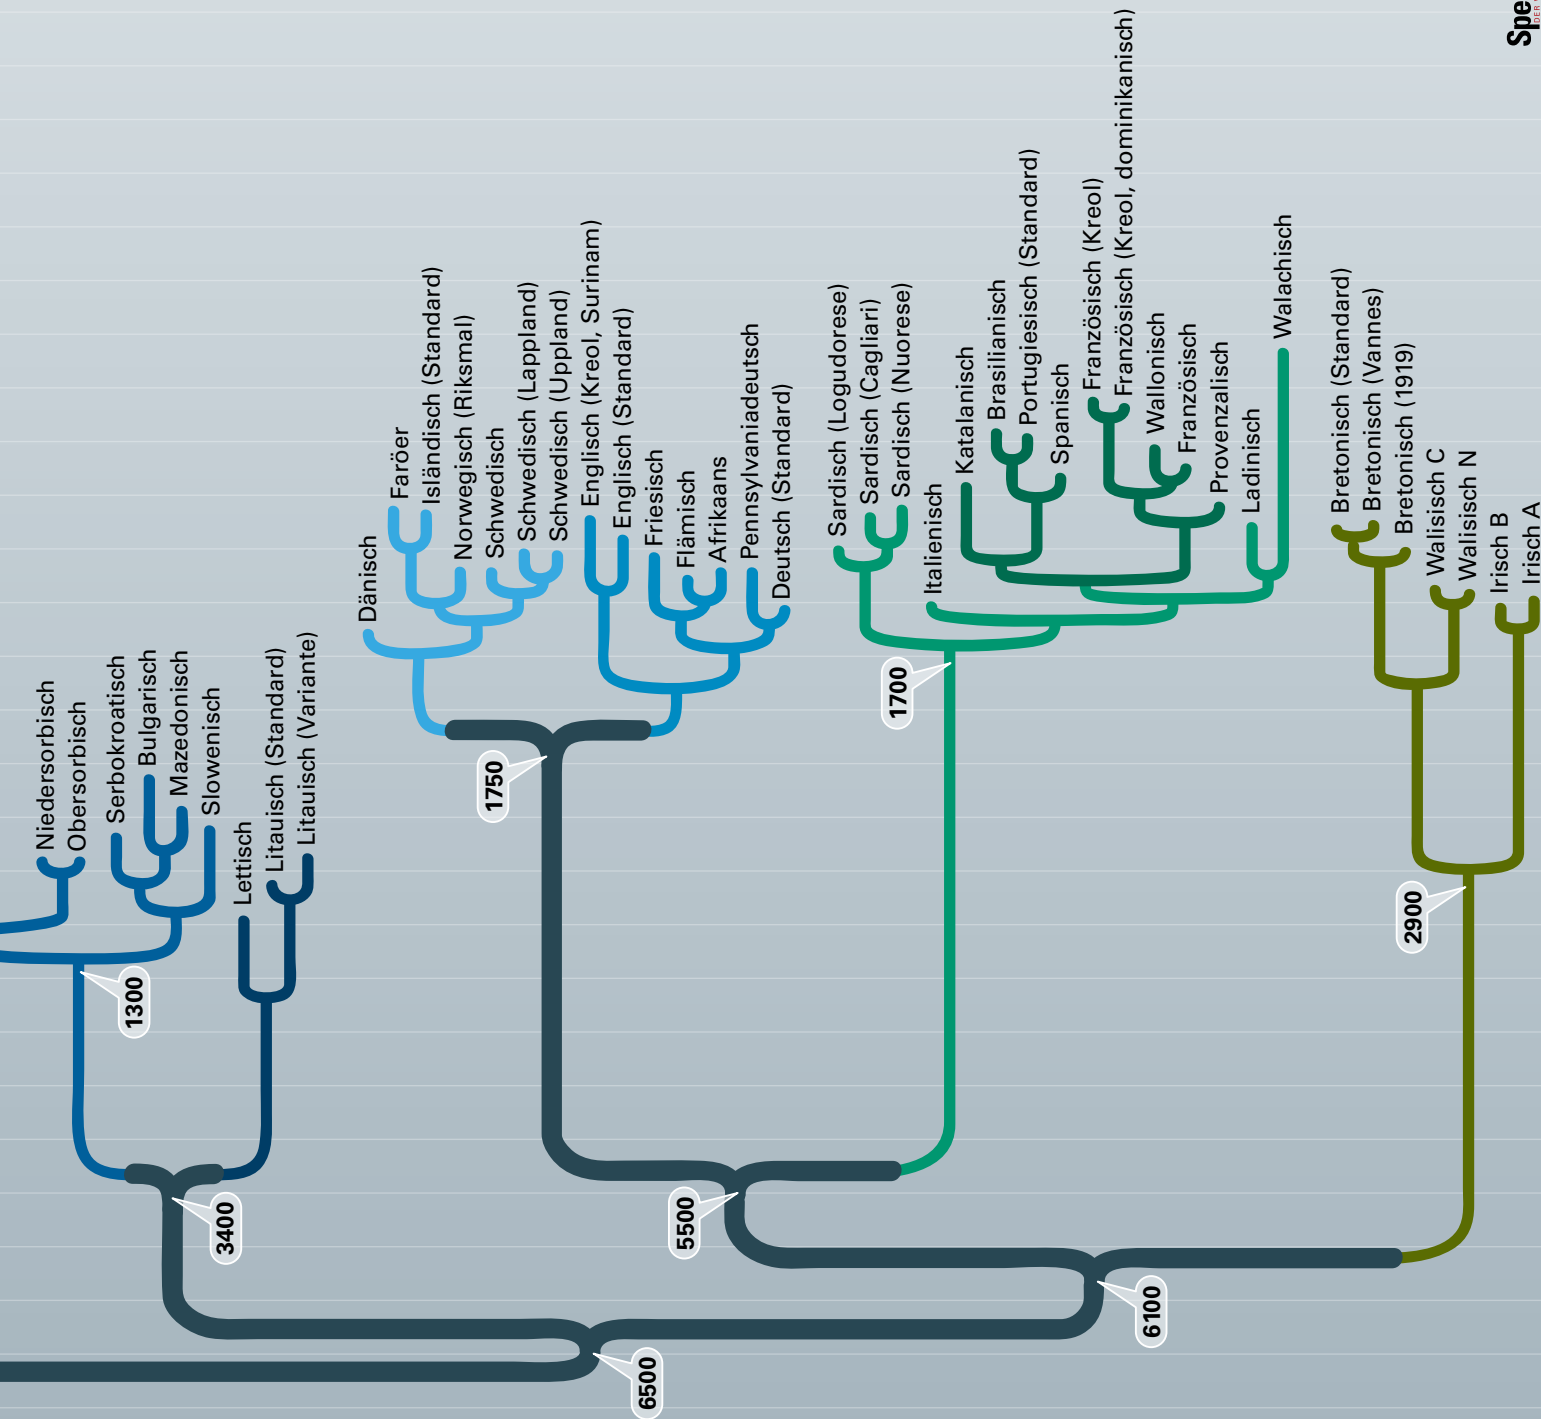 Niedersorbisch
Obersorbisch
Serbokroatisch
Bulgarisch
Mazedonisch
Slowenisch
Lettisch
Litauisch (Standard)
Litauisch (Variante)
Dänisch
Faröer
Isländisch (Standard)
Norwegisch (Riksmal)
Schwedisch
Schwedisch (Lappland)
Schwedisch (Uppland)
Englisch (Kreol, Surinam)
Englisch (Standard)
Friesisch
Flämisch
Afrikaans
Pennsylvaniadeutsch
Deutsch (Standard)
Sardisch (Logudorese)
Sardisch (Cagliari)
Sardisch (Nuorese)
Italienisch
Katalanisch
Brasilianisch
Portugiesisch (Standard)
Spanisch
Französisch (Kreol)
Französisch (Kreol, dominikanisch)
Wallonisch
Französisch
Provenzalisch
Ladinisch
Walachisch
Bretonisch (Standard)
Bretonisch (Vannes)
Bretonisch (1919)
Walisisch C
Walisisch N
Irisch B
Irisch A
1300
3400
1750
1700
5500
2900
6100
6500
Spe
DER